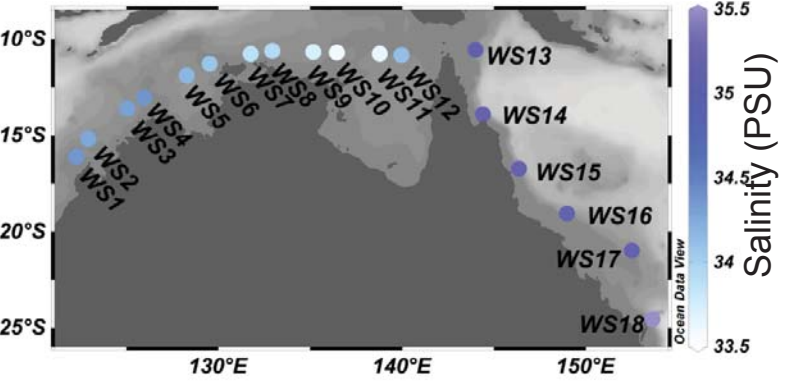 10°S
15°S
20°S
25°S
130°E
140°E
150°E
WS1
WS2
WS3
WS4
WS5
WS6
WS7
WS8
WS9
WS10
WS11
WS12
WS13
WS14
WS15
WS16
WS17
WS18
Ocean Data View
35.5
35
34.5
34
33.5
Salinity (PSU)